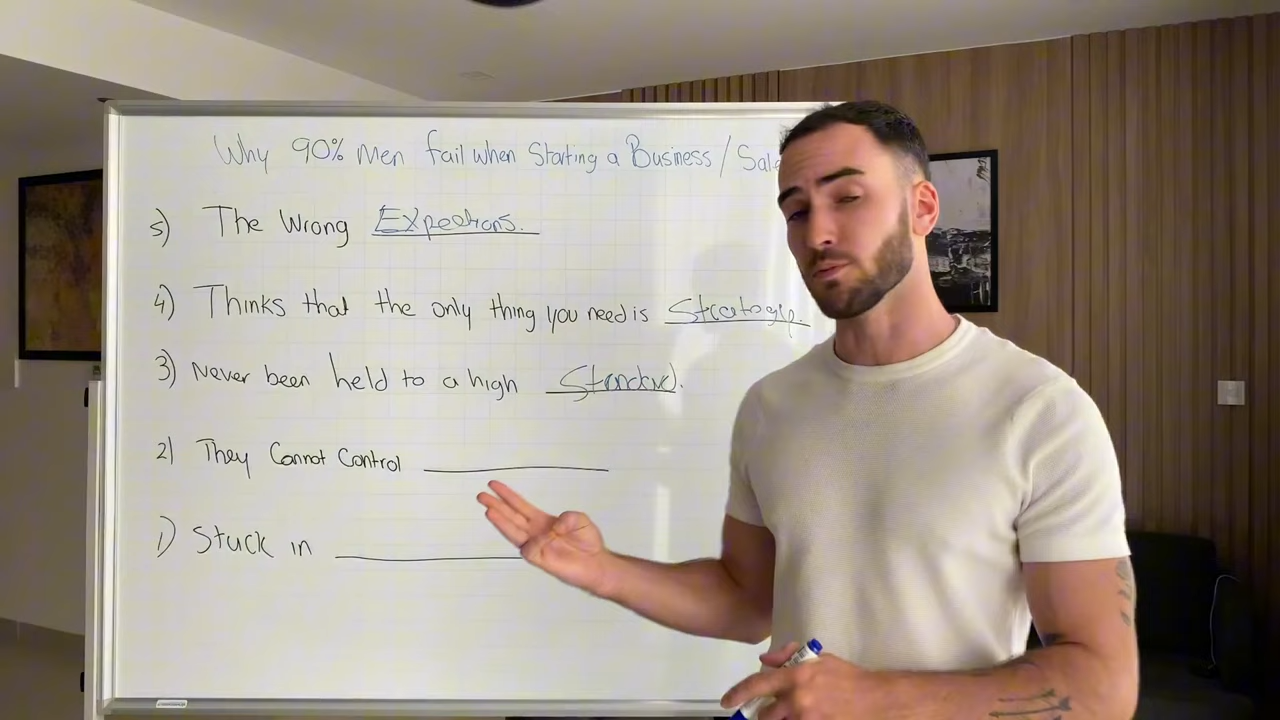 Why 90% Men fail when Starting a Business / Sale
5) The Wrong Expections.
4) Thinks that the only thing you need is Strategy.
3) Never been held to a high Standard.
2) They Cannot Control
1) Stuck in